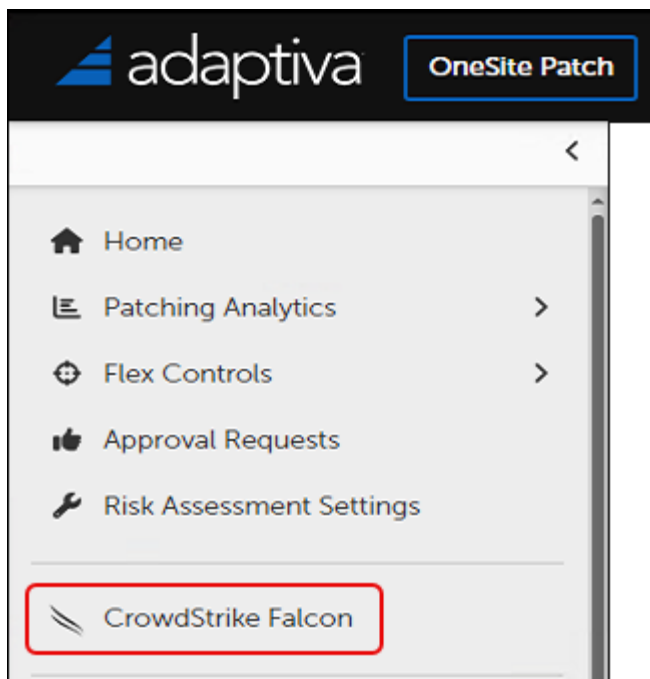 adaptiva
OneSite Patch
Home
Patching Analytics
Flex Controls
Approval Requests
Risk Assessment Settings
CrowdStrike Falcon